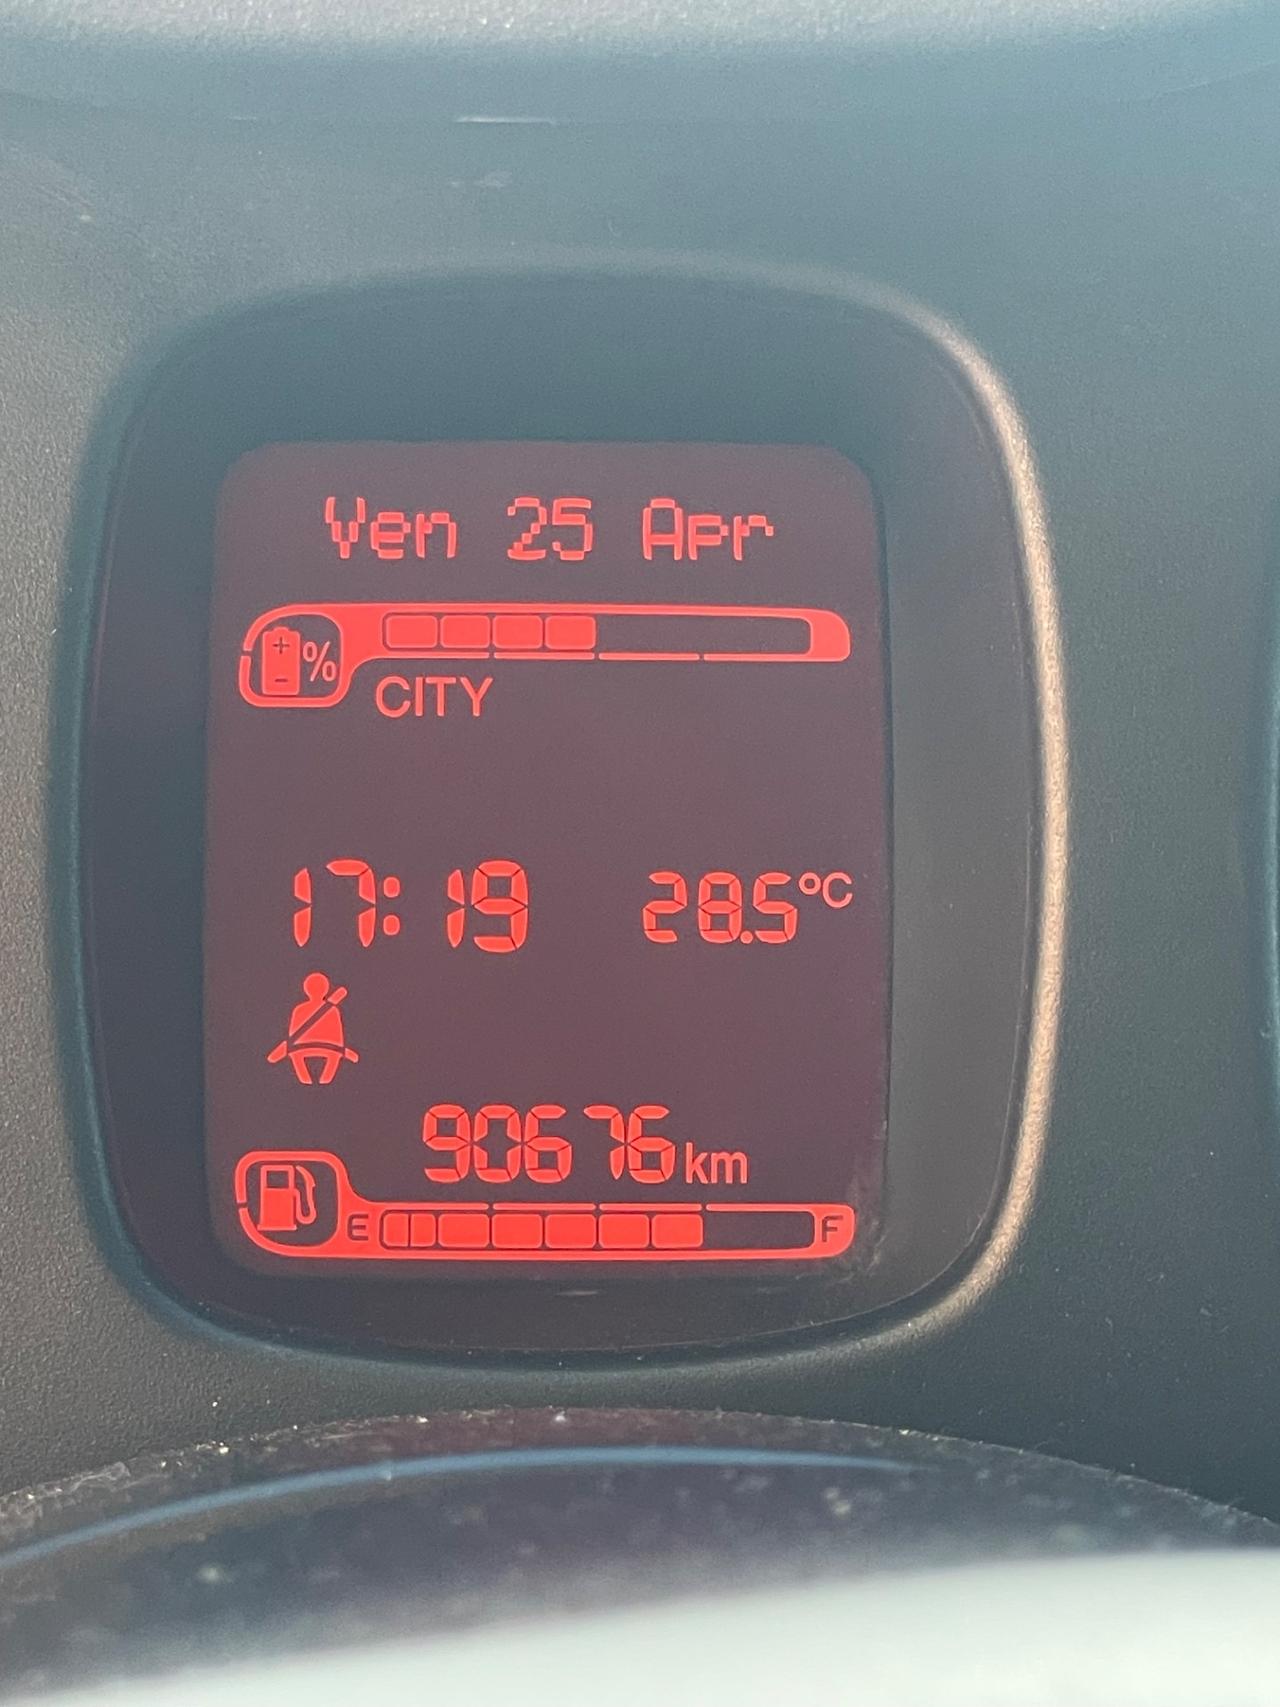 Ven 25 Apr
%
CITY
17:19 28.5°C
90676km
E F